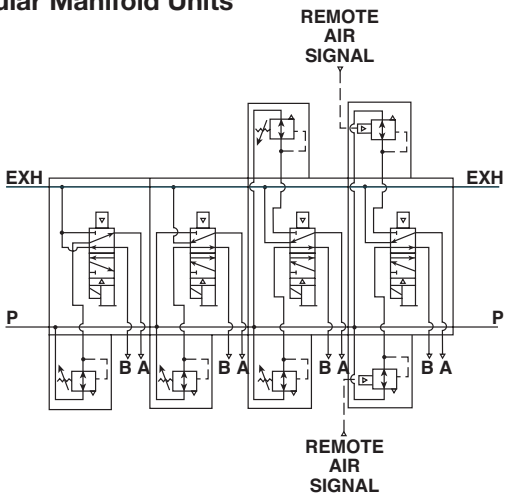 ular Manifold Units
REMOTE
AIR
SIGNAL
EXH EXH
P P
B A B A B A B A
REMOTE
AIR
SIGNAL